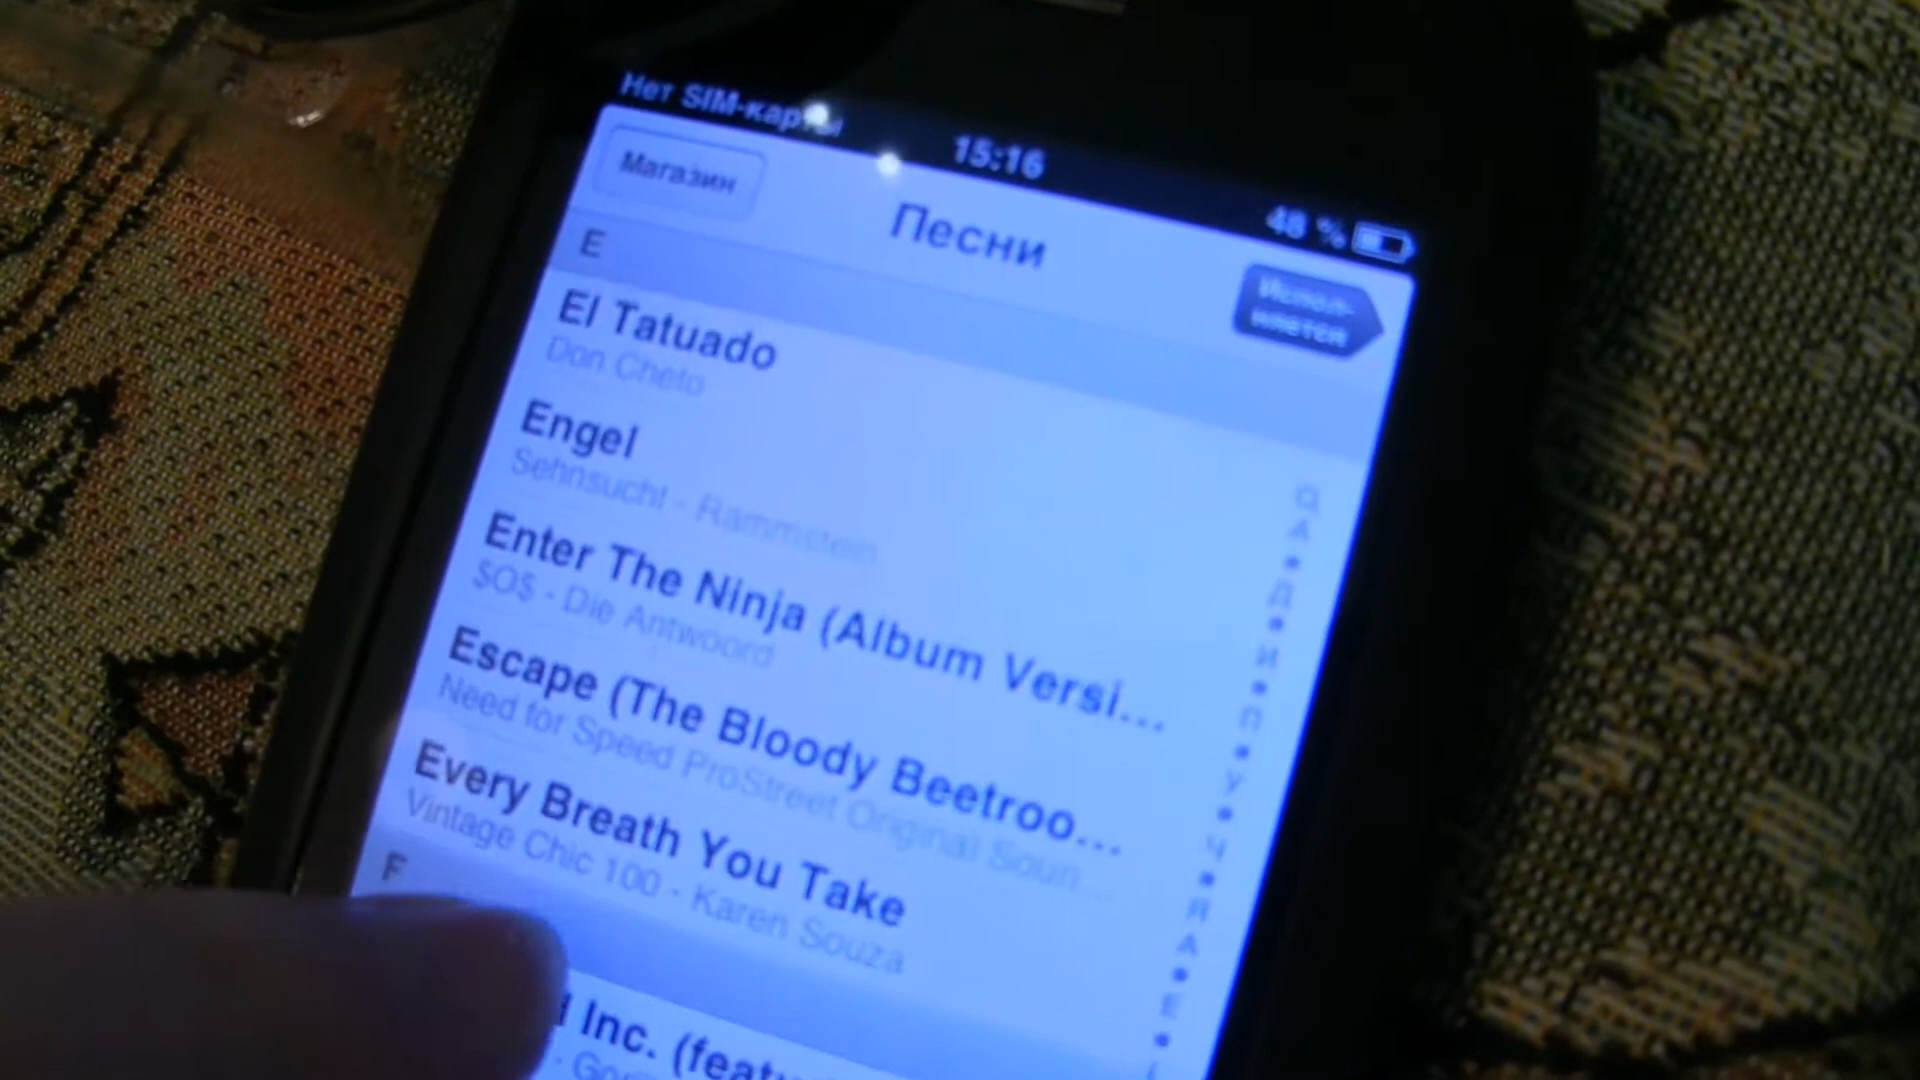 Нет SIM-карты
15:16
48 %
Магазин
Песни
Исполняется
E
El Tatuado
Don Cheto
Engel
Sehnsucht - Rammstein
Enter The Ninja (Album Versi...
$O$ - Die Antwoord
Escape (The Bloody Beetroo...
Need for Speed ProStreet Original Soun...
Every Breath You Take
Vintage Chic 100 - Karen Souza
F
Inc. (featu
А
Д
И
П
У
Ч
Я
A
E